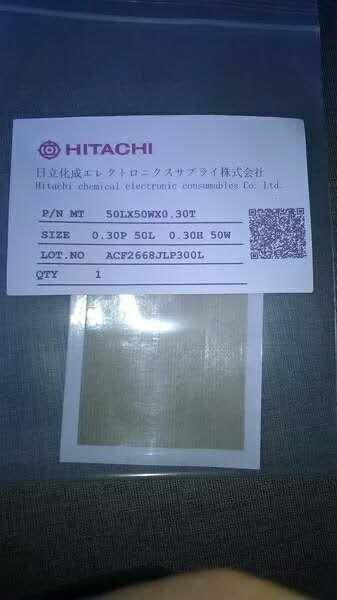 HITACHI
日立化成エレクトロニクスサプライ株式会社
Hitachi chemical electronic consumables Co. ltd.
P/N MT 50LX50WX0.30T
SIZE 0.30P 50L 0.30H 50W
LOT.NO ACF2668JLP300L
QTY 1